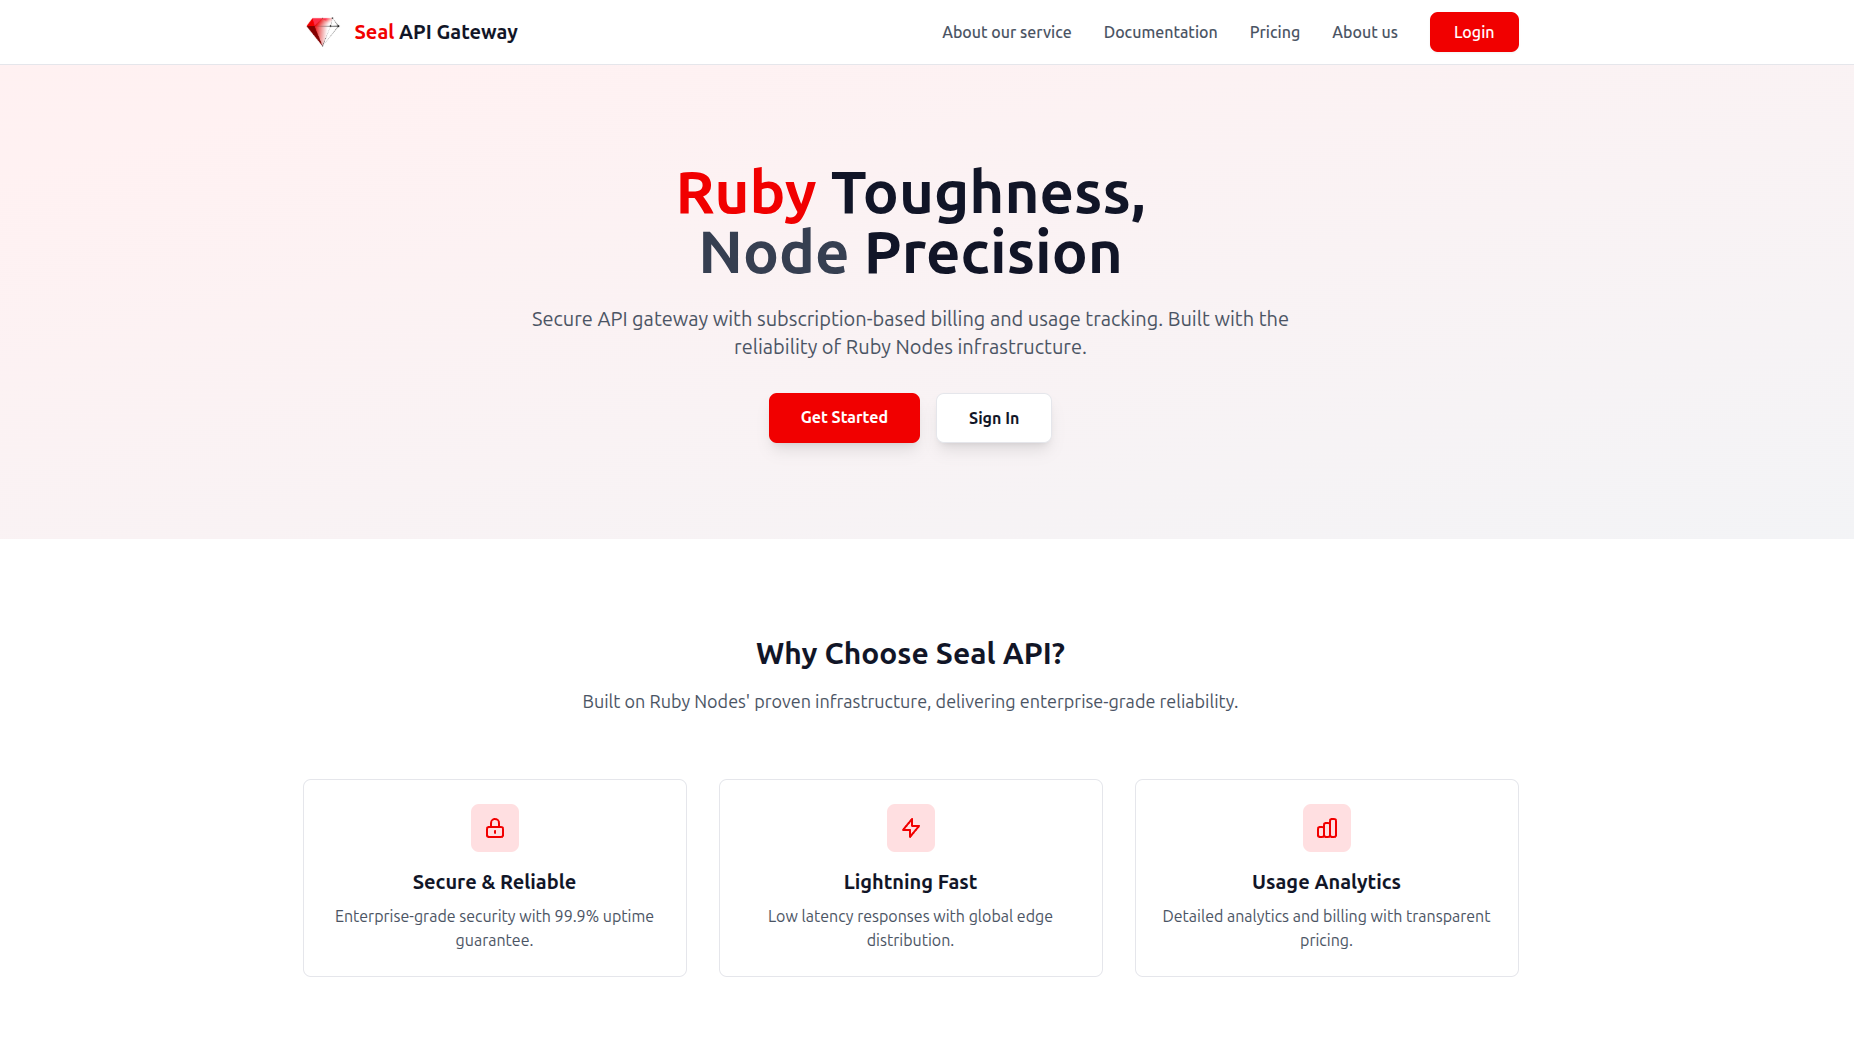 Seal API Gateway
About our service
Documentation
Pricing
About us
Login
Ruby Toughness,
Node Precision
Secure API gateway with subscription-based billing and usage tracking. Built with the
reliability of Ruby Nodes infrastructure.
Get Started
Sign In
Why Choose Seal API?
Built on Ruby Nodes' proven infrastructure, delivering enterprise-grade reliability.
Secure & Reliable
Enterprise-grade security with 99.9% uptime
guarantee.
Lightning Fast
Low latency responses with global edge
distribution.
Usage Analytics
Detailed analytics and billing with transparent
pricing.